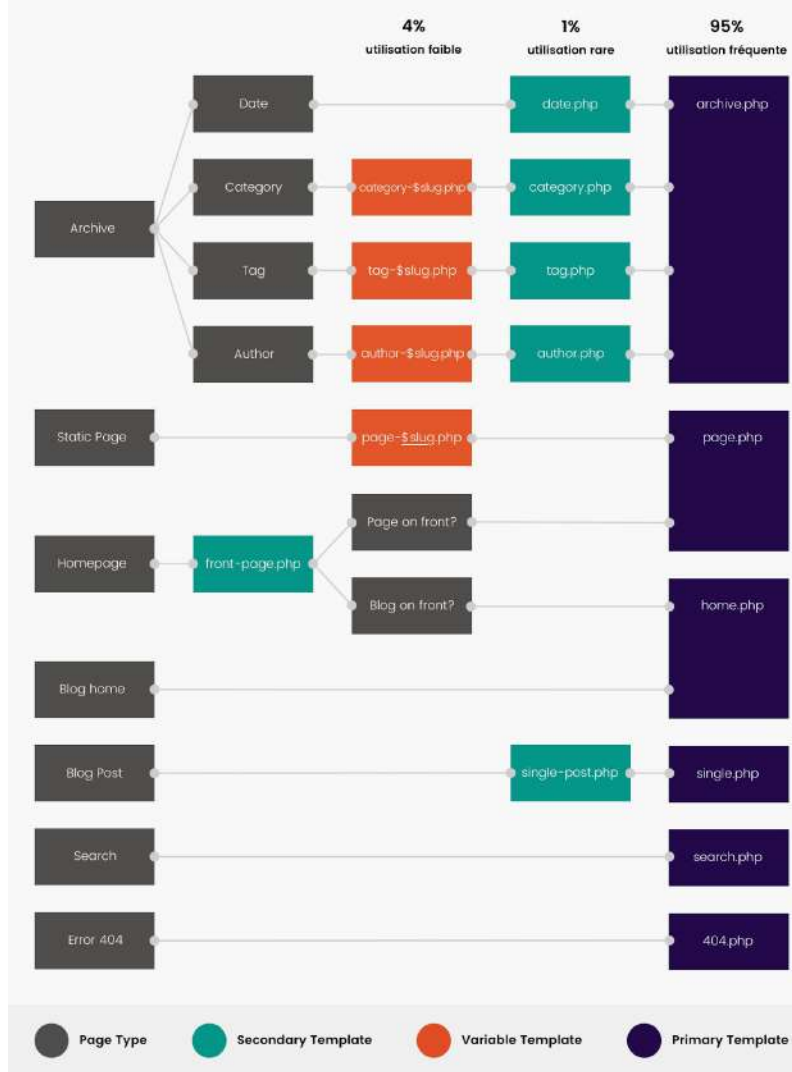 4% 1% 95%
utilisation faible utilisation rare utilisation fréquente
Date date.php archive.php
Category category-$slug.php category.php
Archive
Tag tag-$slug.php tag.php
Author author-$slug.php author.php
Static Page page-$slug.php page.php
Page on front?
Homepage front-page.php
Blog on front? home.php
Blog home
Blog Post single-post.php single.php
Search search.php
Error 404 404.php
Page Type Secondary Template Variable Template Primary Template